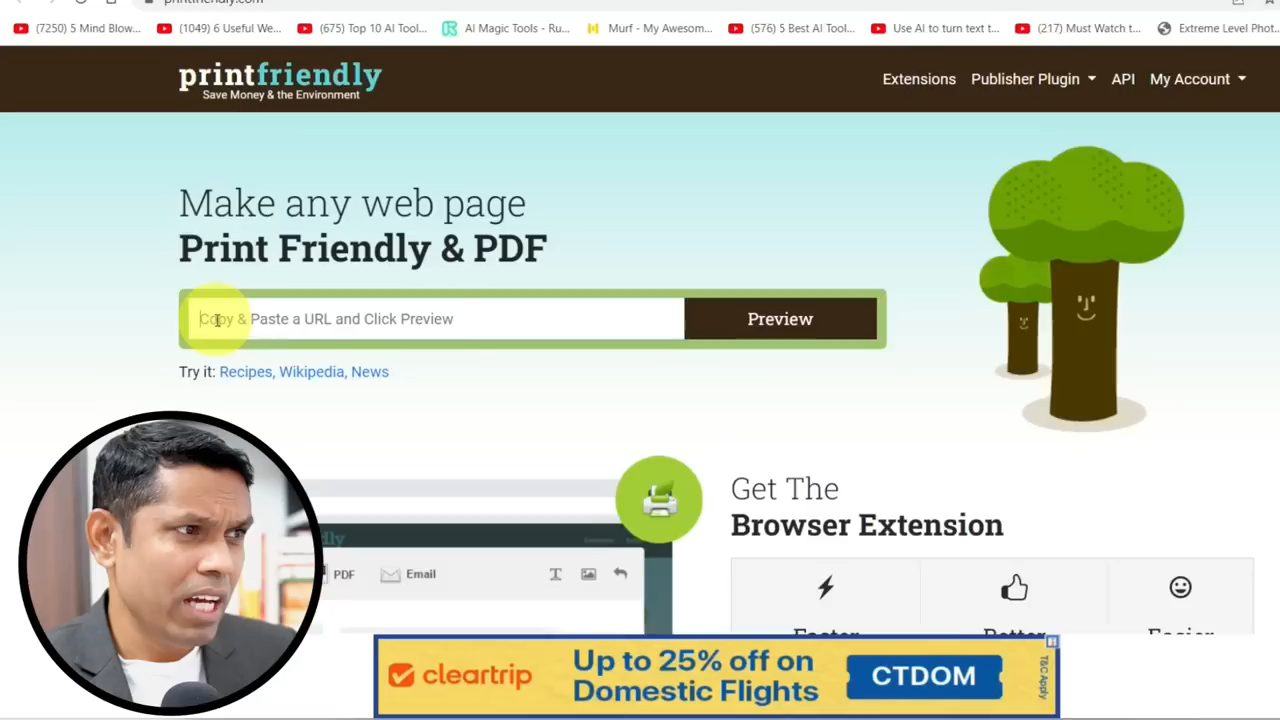 printfriendly.com
(7250) 5 Mind Blow...
(1049) 6 Useful We...
(675) Top 10 AI Tool...
AI Magic Tools - Ru...
Murf - My Awesom...
(576) 5 Best AI Tool...
Use AI to turn text t...
(217) Must Watch t...
Extreme Level Phot...
printfriendly
Save Money & the Environment
Extensions
Publisher Plugin
API
My Account
Make any web page
Print Friendly & PDF
Copy & Paste a URL and Click Preview
Preview
Try it: Recipes, Wikipedia, News
Get The
Browser Extension
PDF
Email
Faster
Better
Easier
cleartrip
Up to 25% off on
Domestic Flights
CTDOM
T&C Apply